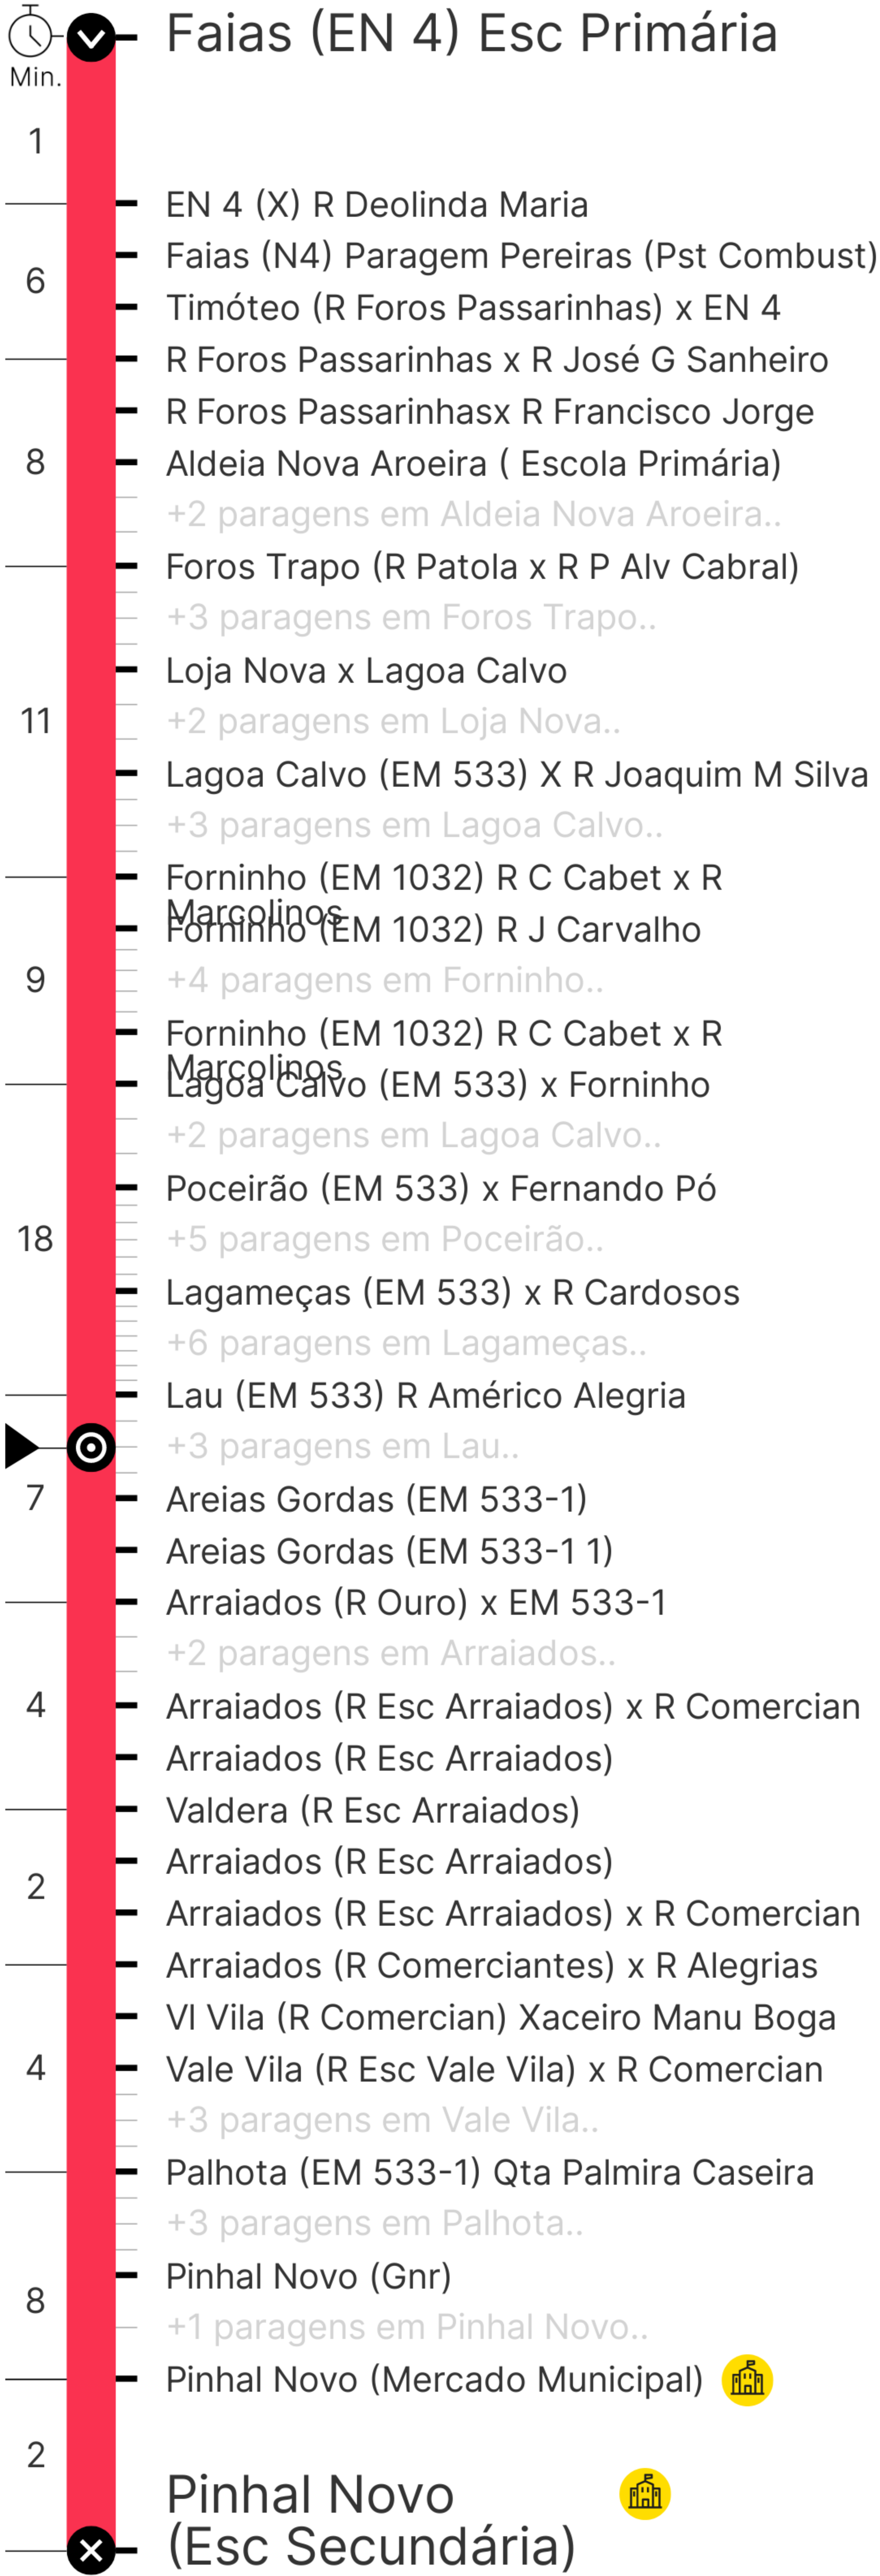 Faias (EN 4) Esc Primária
Min.
1
EN 4 (X) R Deolinda Maria
Faias (N4) Paragem Pereiras (Pst Combust)
6
Timóteo (R Foros Passarinhas) x EN 4
R Foros Passarinhas x R José G Sanheiro
R Foros Passarinhasx R Francisco Jorge
8
Aldeia Nova Aroeira ( Escola Primária)
+2 paragens em Aldeia Nova Aroeira..
Foros Trapo (R Patola x R P Alv Cabral)
+3 paragens em Foros Trapo..
Loja Nova x Lagoa Calvo
11
+2 paragens em Loja Nova..
Lagoa Calvo (EM 533) X R Joaquim M Silva
+3 paragens em Lagoa Calvo..
Forninho (EM 1032) R C Cabet x R
Marcolinos
Forninho (EM 1032) R J Carvalho
9
+4 paragens em Forninho..
Forninho (EM 1032) R C Cabet x R
Marcolinos
Lagoa Calvo (EM 533) x Forninho
+2 paragens em Lagoa Calvo..
Poceirão (EM 533) x Fernando Pó
18
+5 paragens em Poceirão..
Lagameças (EM 533) x R Cardosos
+6 paragens em Lagameças..
Lau (EM 533) R Américo Alegria
+3 paragens em Lau..
7
Areias Gordas (EM 533-1)
Areias Gordas (EM 533-1 1)
Arraiados (R Ouro) x EM 533-1
+2 paragens em Arraiados..
4
Arraiados (R Esc Arraiados) x R Comercian
Arraiados (R Esc Arraiados)
Valdera (R Esc Arraiados)
Arraiados (R Esc Arraiados)
2
Arraiados (R Esc Arraiados) x R Comercian
Arraiados (R Comerciantes) x R Alegrias
Vl Vila (R Comercian) Xaceiro Manu Boga
4
Vale Vila (R Esc Vale Vila) x R Comercian
+3 paragens em Vale Vila..
Palhota (EM 533-1) Qta Palmira Caseira
+3 paragens em Palhota..
Pinhal Novo (Gnr)
8
+1 paragens em Pinhal Novo..
Pinhal Novo (Mercado Municipal)
2
Pinhal Novo
(Esc Secundária)